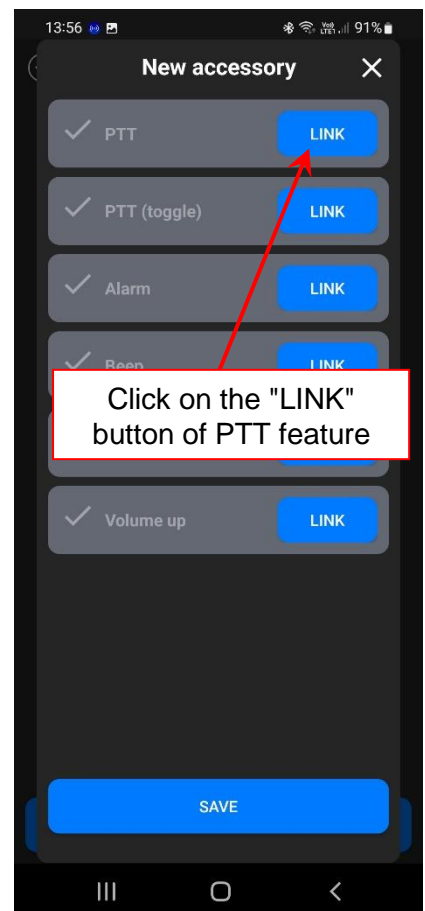 13:56 91%
New accessory
PTT LINK
PTT (toggle) LINK
Alarm LINK
Beep LINK
Click on the "LINK"
button of PTT feature
Volume up LINK
SAVE